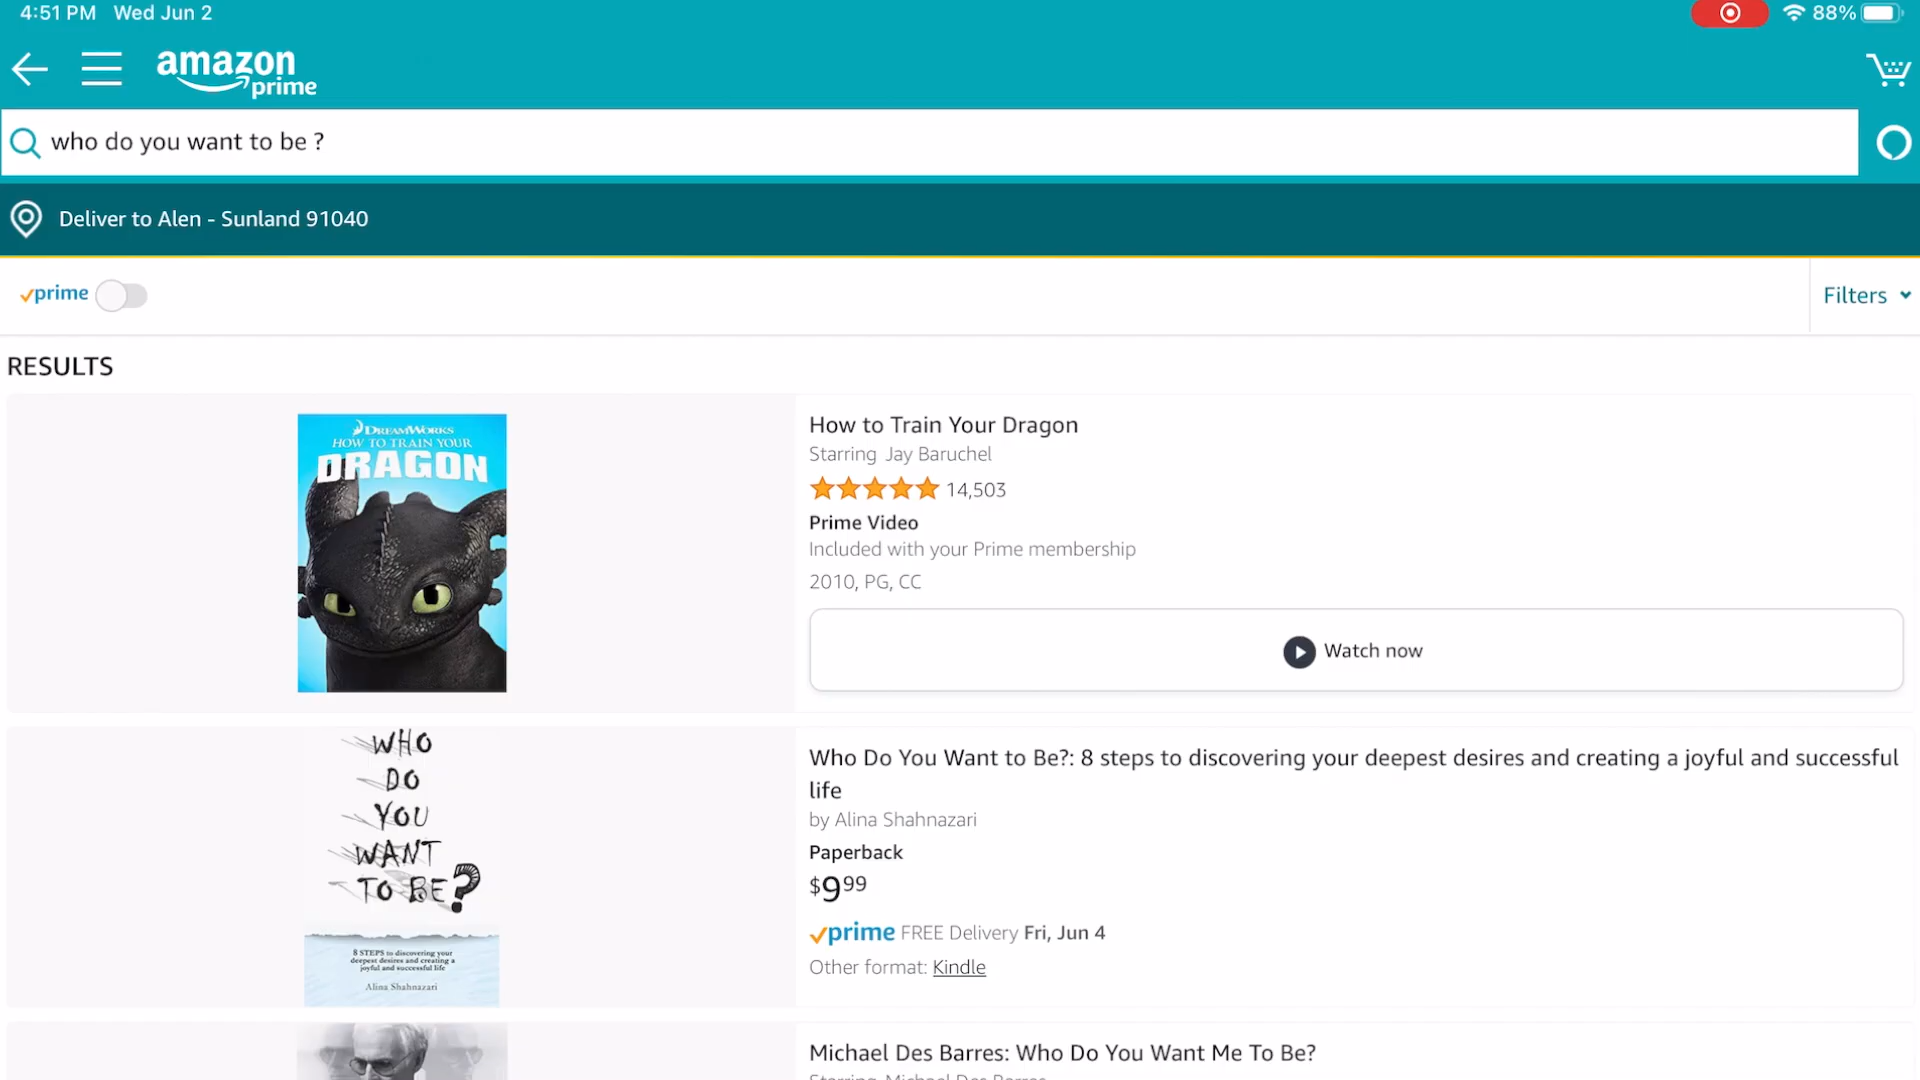 4:51 PM Wed Jun 2
88%
amazon
prime
who do you want to be ?
Deliver to Alen - Sunland 91040
prime
Filters
RESULTS
DREAMWORKS
HOW TO TRAIN YOUR
DRAGON
How to Train Your Dragon
Starring Jay Baruchel
14,503
Prime Video
Included with your Prime membership
2010, PG, CC
Watch now
WHO
DO
YOU
WANT
TO BE?
8 STEPS to discovering your
deepest desires and creating a
joyful and successful life
Alina Shahnazari
Who Do You Want to Be?: 8 steps to discovering your deepest desires and creating a joyful and successful
life
by Alina Shahnazari
Paperback
$999
prime FREE Delivery Fri, Jun 4
Other format: Kindle
Michael Des Barres: Who Do You Want Me To Be?
Starring Michael Des Barres